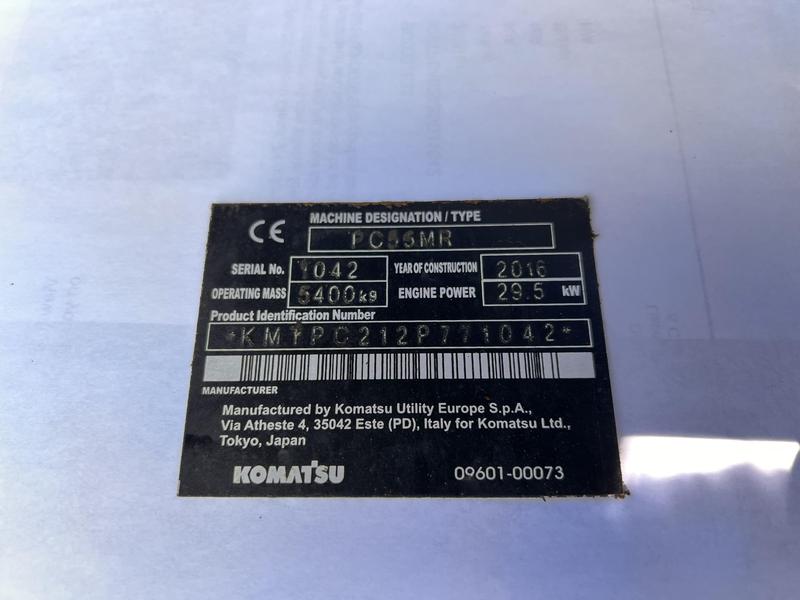 CE MACHINE DESIGNATION / TYPE
PC55MR
SERIAL No. 1042 YEAR OF CONSTRUCTION 2016
OPERATING MASS 5400kg ENGINE POWER 29.5 kW
Product Identification Number
*KMTPC212P771042*
MANUFACTURER
Manufactured by Komatsu Utility Europe S.p.A.,
Via Atheste 4, 35042 Este (PD), Italy for Komatsu Ltd.,
Tokyo, Japan
KOMATSU 09601-00073